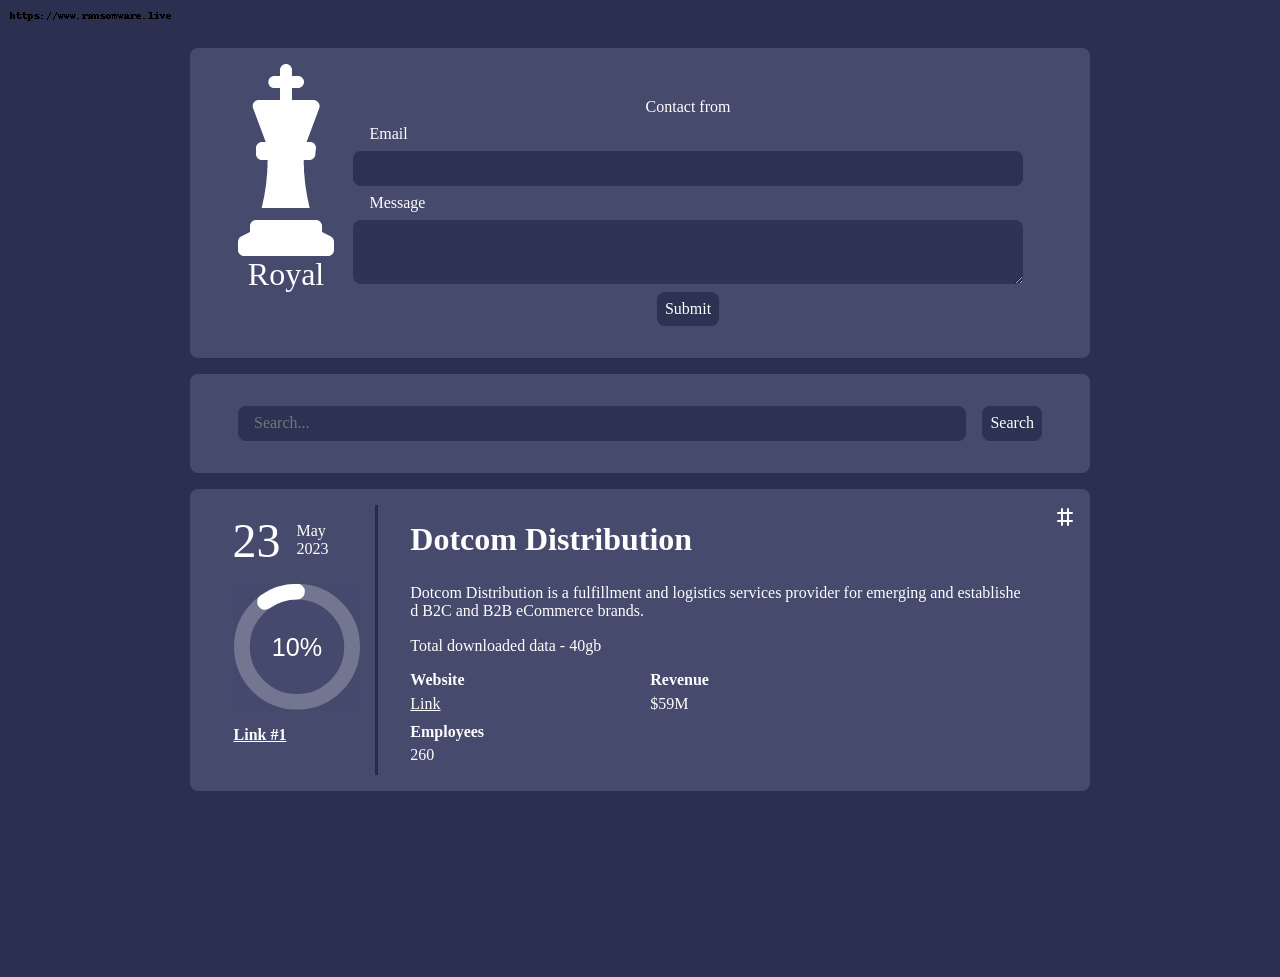 https://www.ransomware.live
Contact from
Email
Message
Royal
Submit
Search...
Search
23
May
2023
Dotcom Distribution
Dotcom Distribution is a fulfillment and logistics services provider for emerging and establishe
d B2C and B2B eCommerce brands.
10%
Total downloaded data - 40gb
Website
Revenue
Link
$59M
Link #1
Employees
260